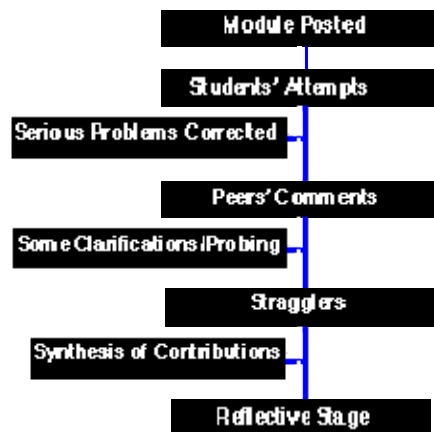 Module Posted
Students' Attempts
Serious Problems Corrected
Peers' Comments
Some Clarifications/Probing
Stragglers
Synthesis of Contributions
Reflective Stage